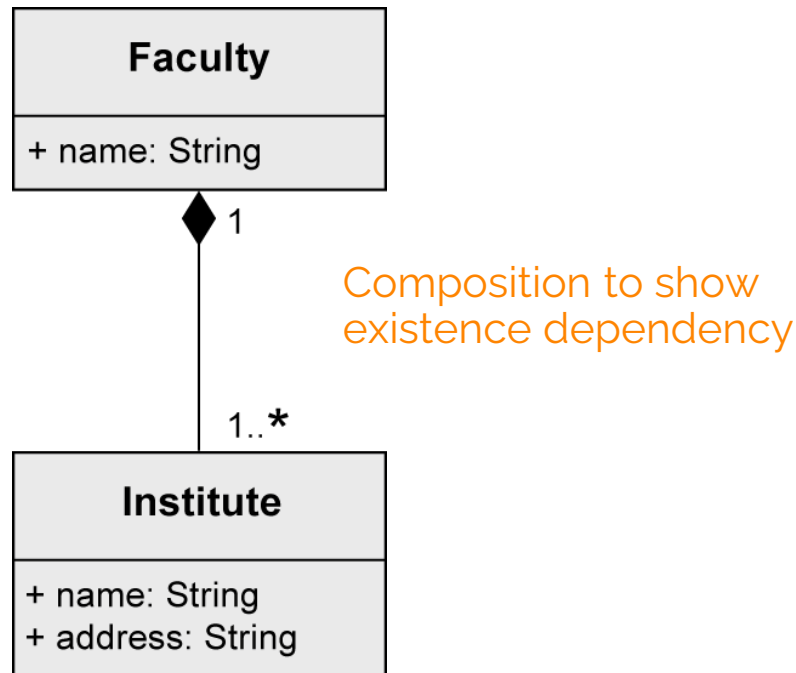 Faculty
+ name: String
1
Composition to show
existence dependency
1..*
Institute
+ name: String
+ address: String